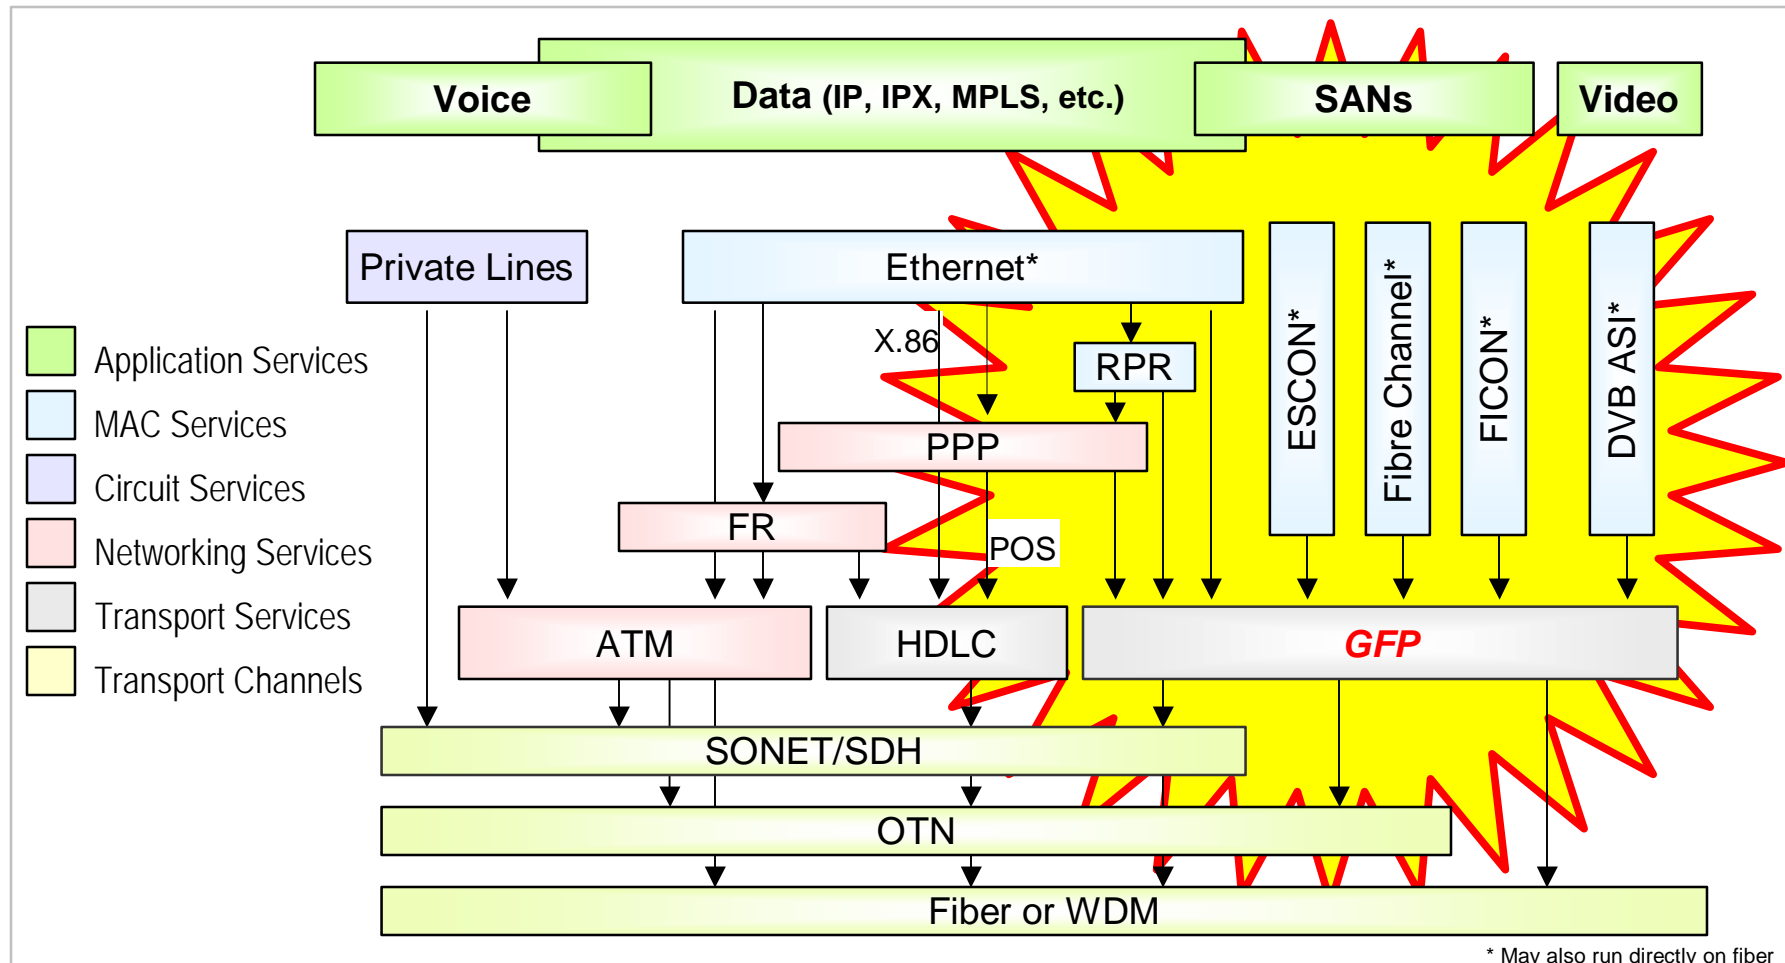 Voice
Data (IP, IPX, MPLS, etc.)
SANs
Video
Private Lines
Ethernet*
ESCON*
Fibre Channel*
FICON*
DVB ASI*
X.86
RPR
PPP
FR
POS
Application Services
MAC Services
Circuit Services
Networking Services
Transport Services
Transport Channels
ATM
HDLC
GFP
SONET/SDH
OTN
Fiber or WDM
* May also run directly on fiber